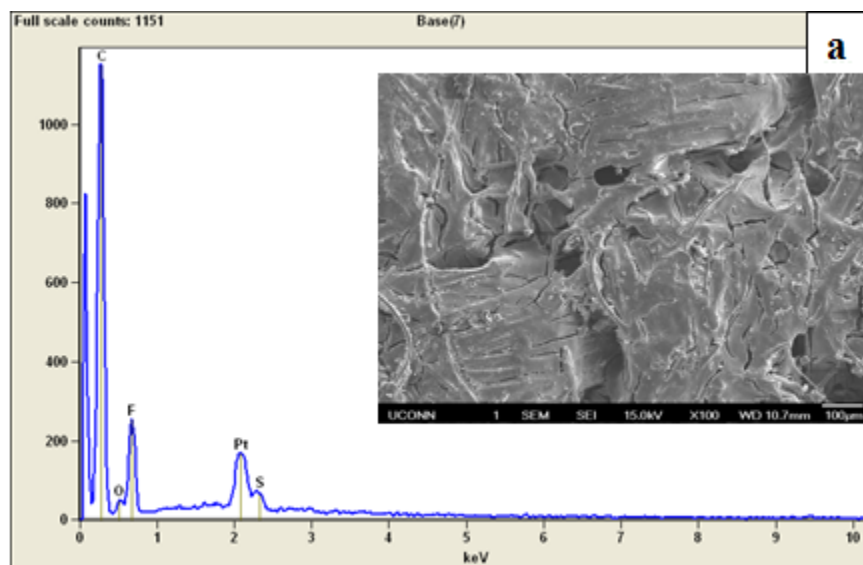 Full scale counts: 1151
Base(7)
a
C
1000
800
600
400
200
0
F
O
Pt
S
UCONN 1 SEM SEI 15.0kV X100 WD 10.7mm 100µm
0 1 2 3 4 5 6 7 8 9 10
keV